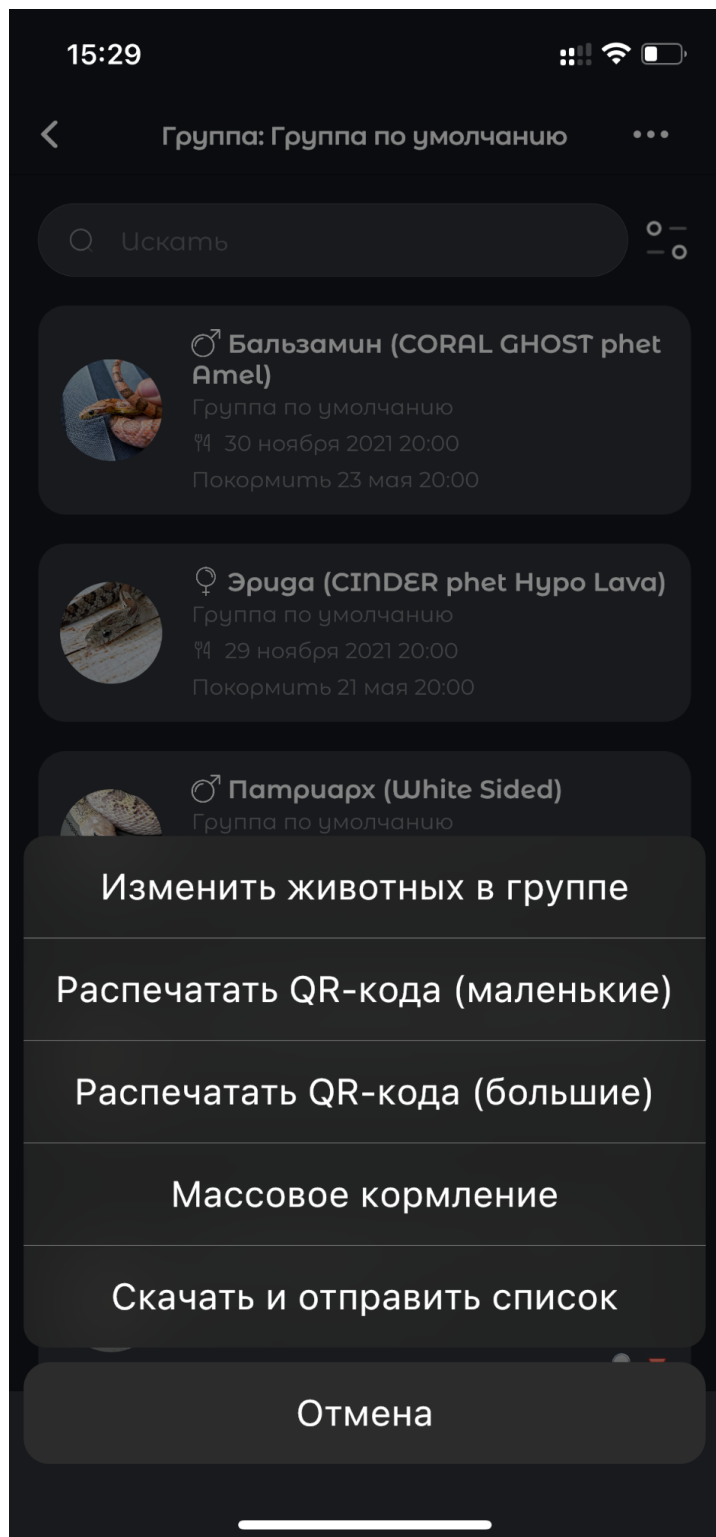 15:29
Группа: Группа по умолчанию
Искать
Бальзамин (CORAL GHOST phet
Amel)
Группа по умолчанию
30 ноября 2021 20:00
Покормить 23 мая 20:00
Эрида (CINDER phet Hypo Lava)
Группа по умолчанию
29 ноября 2021 20:00
Покормить 21 мая 20:00
Патриарх (White Sided)
Группа по умолчанию
Изменить животных в группе
Распечатать QR-кода (маленькие)
Распечатать QR-кода (большие)
Массовое кормление
Скачать и отправить список
Отмена